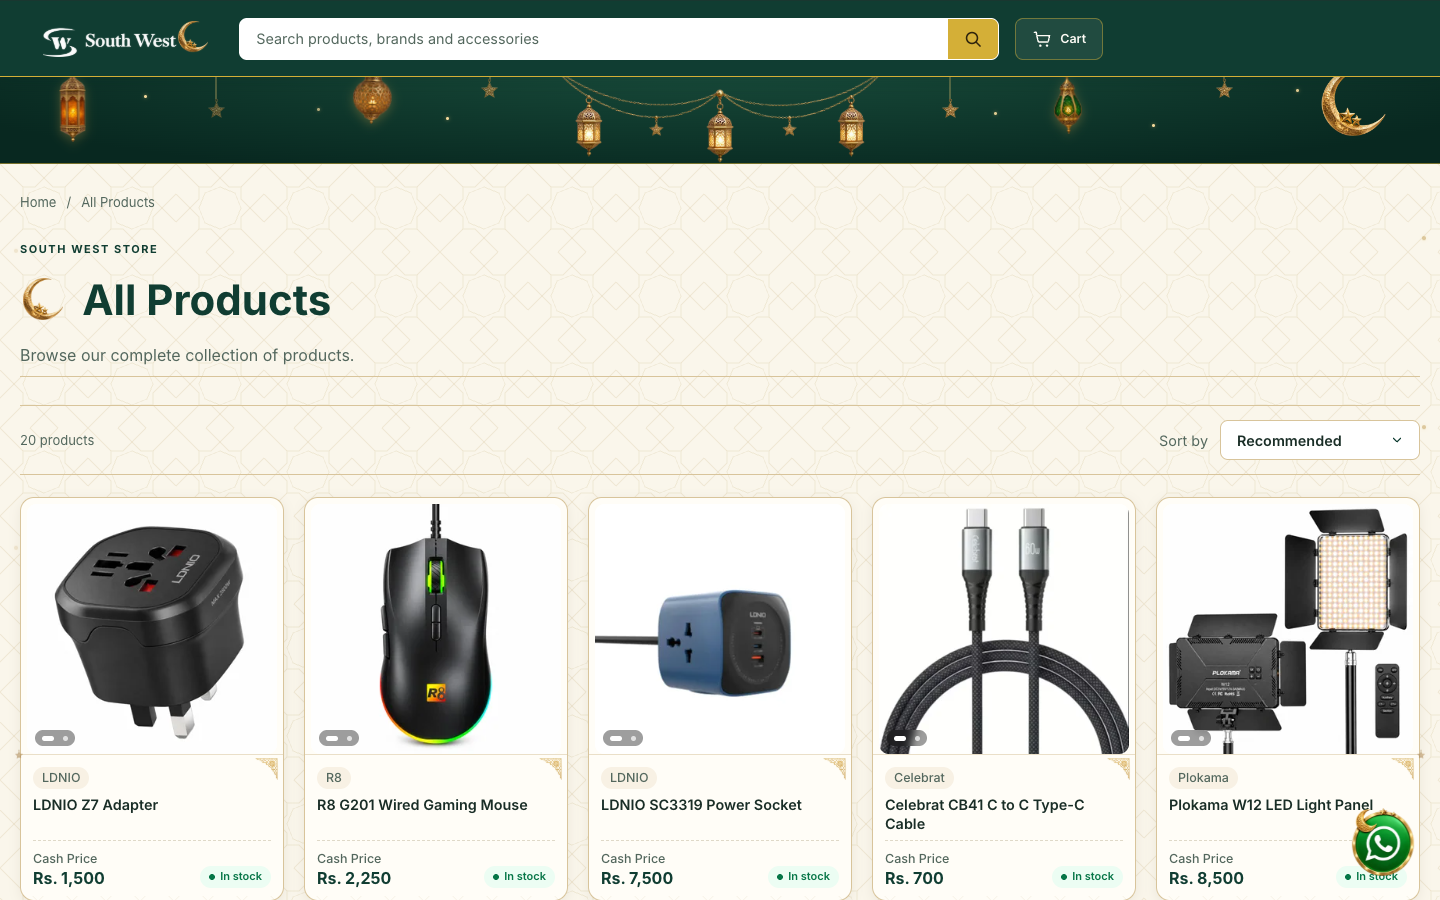 South West
Search products, brands and accessories
Cart
Home / All Products
SOUTH WEST STORE
All Products
Browse our complete collection of products.
20 products
Sort by
Recommended
LDNIO
R8
LDNIO
PLOKAMA
LDNIO
LDNIO Z7 Adapter
Cash Price
Rs. 1,500
In stock
R8
R8 G201 Wired Gaming Mouse
Cash Price
Rs. 2,250
In stock
LDNIO
LDNIO SC3319 Power Socket
Cash Price
Rs. 7,500
In stock
Celebrat
Celebrat CB41 C to C Type-C
Cable
Cash Price
Rs. 700
In stock
Plokama
Plokama W12 LED Light Panel
Cash Price
Rs. 8,500
In stock